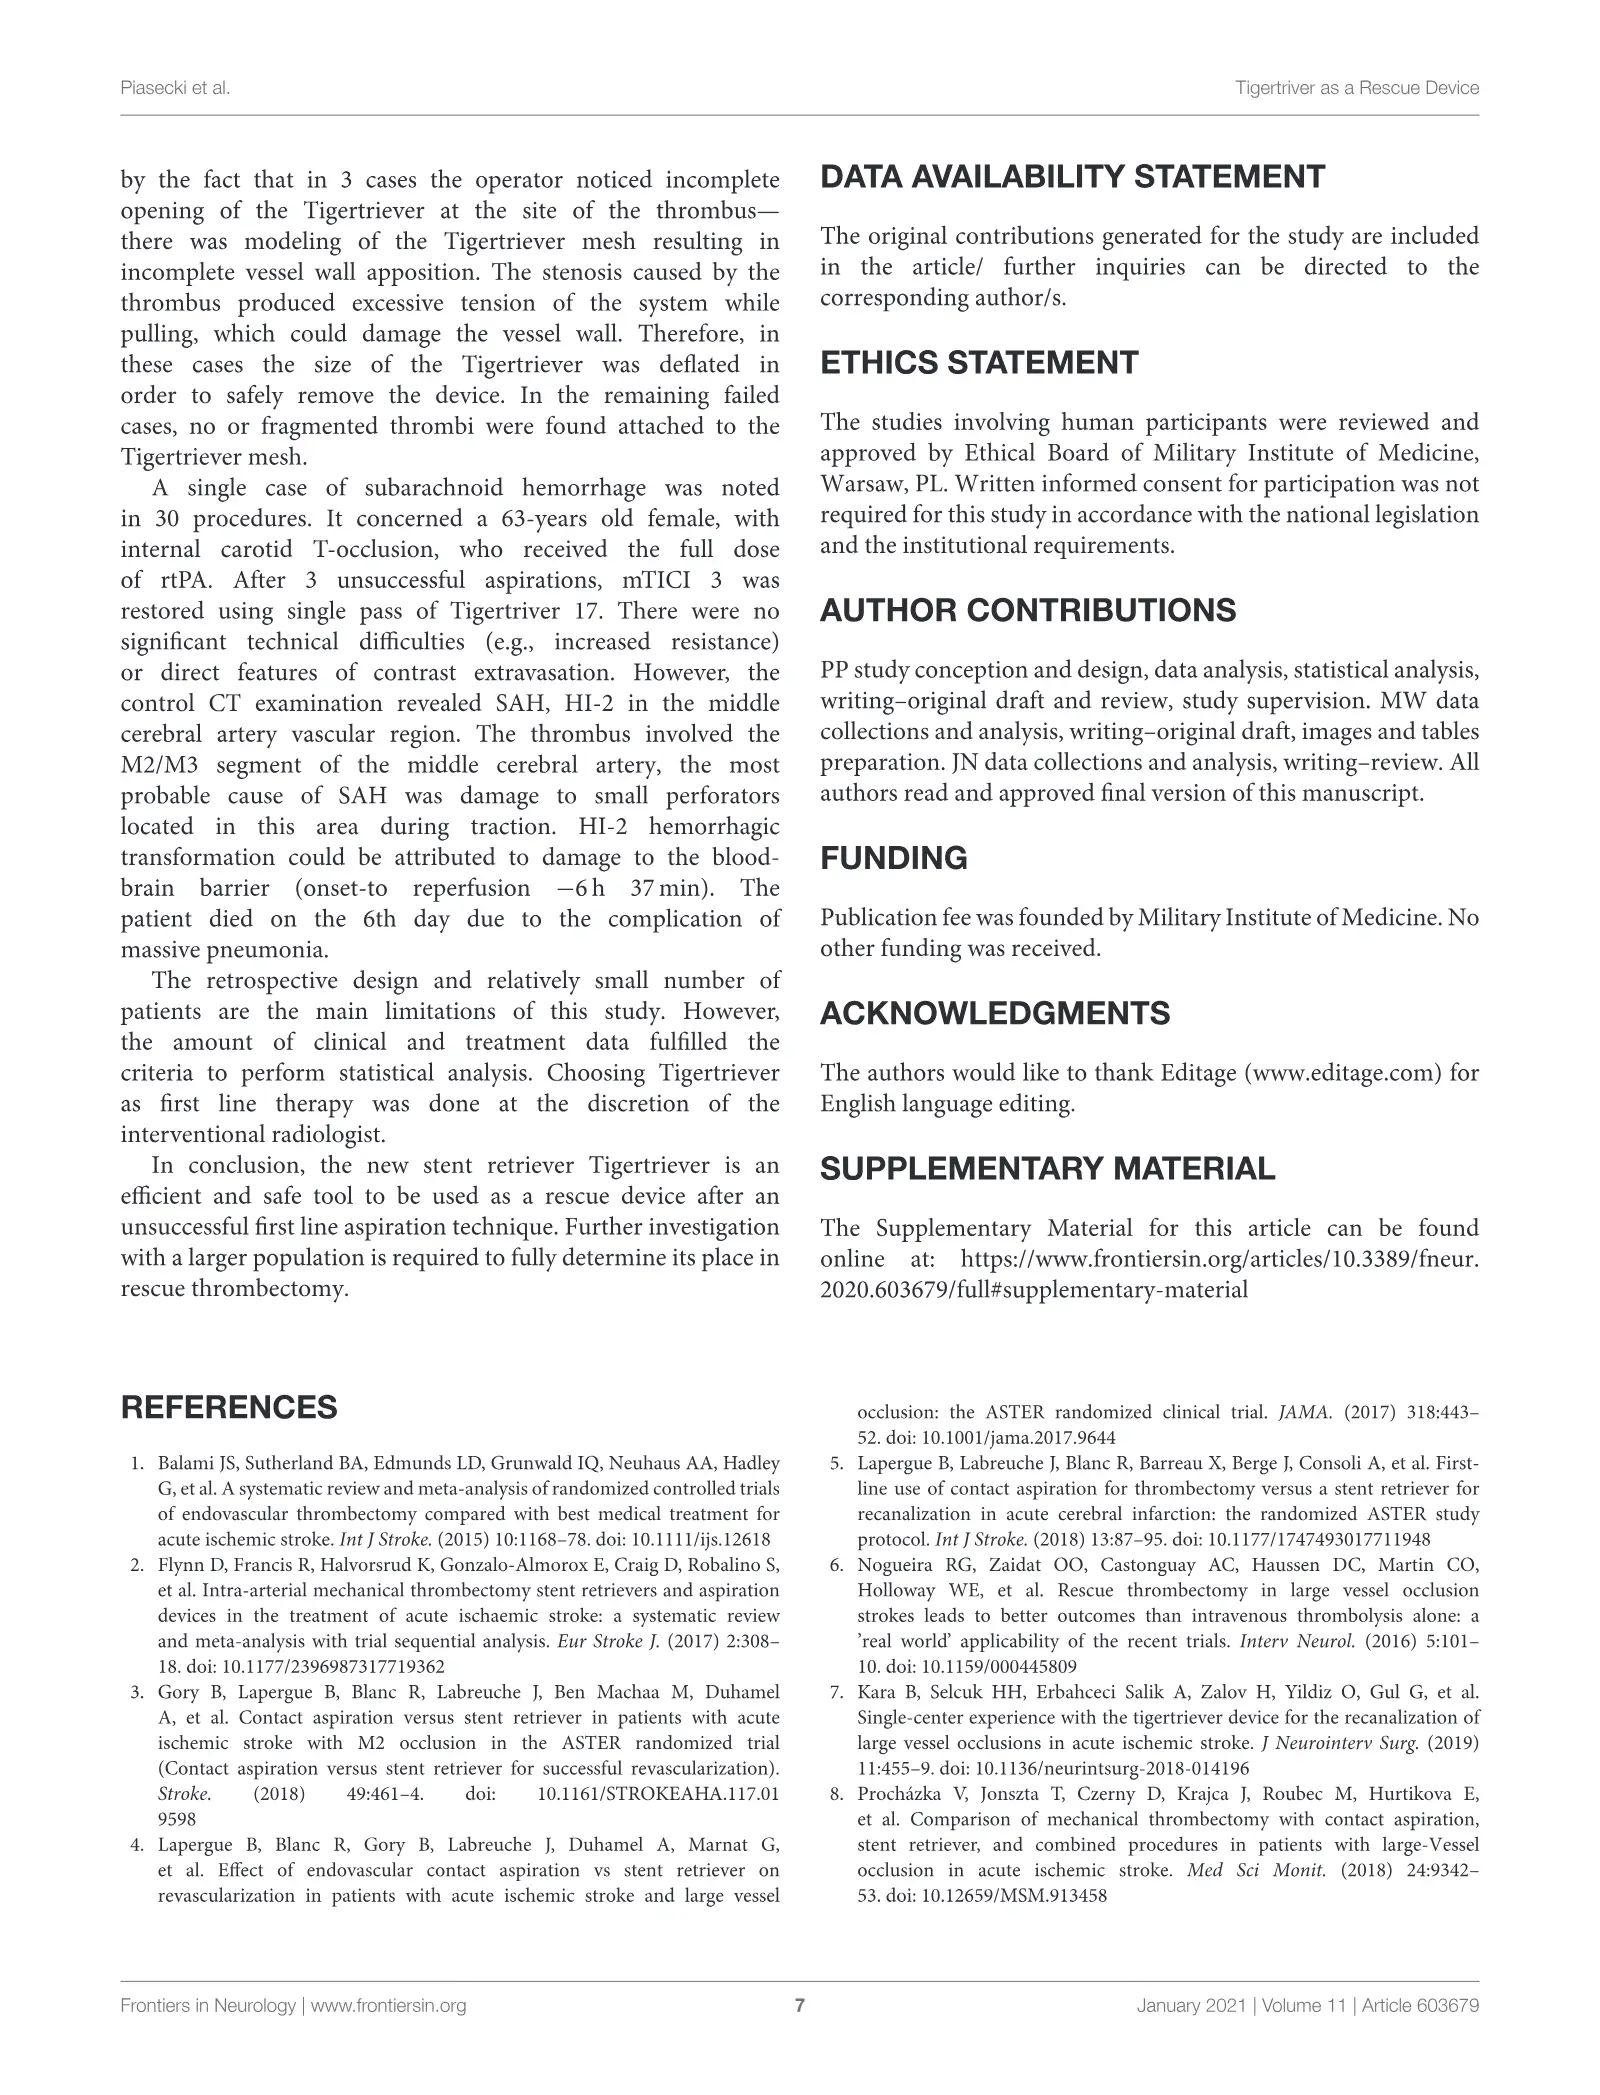 Piasecki et al.
Tigertriver as a Rescue Device
by the fact that in 3 cases the operator noticed incomplete
opening of the Tigertriever at the site of the thrombus—
there was modeling of the Tigertriever mesh resulting in
incomplete vessel wall apposition. The stenosis caused by the
thrombus produced excessive tension of the system while
pulling, which could damage the vessel wall. Therefore, in
these cases the size of the Tigertriever was deflated in
order to safely remove the device. In the remaining failed
cases, no or fragmented thrombi were found attached to the
Tigertriever mesh.
A single case of subarachnoid hemorrhage was noted
in 30 procedures. It concerned a 63-years old female, with
internal carotid T-occlusion, who received the full dose
of rtPA. After 3 unsuccessful aspirations, mTICI 3 was
restored using single pass of Tigertriver 17. There were no
significant technical difficulties (e.g., increased resistance)
or direct features of contrast extravasation. However, the
control CT examination revealed SAH, HI-2 in the middle
cerebral artery vascular region. The thrombus involved the
M2/M3 segment of the middle cerebral artery, the most
probable cause of SAH was damage to small perforators
located in this area during traction. HI-2 hemorrhagic
transformation could be attributed to damage to the blood-
brain barrier (onset-to reperfusion −6 h 37 min). The
patient died on the 6th day due to the complication of
massive pneumonia.
The retrospective design and relatively small number of
patients are the main limitations of this study. However,
the amount of clinical and treatment data fulfilled the
criteria to perform statistical analysis. Choosing Tigertriever
as first line therapy was done at the discretion of the
interventional radiologist.
In conclusion, the new stent retriever Tigertriever is an
efficient and safe tool to be used as a rescue device after an
unsuccessful first line aspiration technique. Further investigation
with a larger population is required to fully determine its place in
rescue thrombectomy.
DATA AVAILABILITY STATEMENT
The original contributions generated for the study are included
in the article/ further inquiries can be directed to the
corresponding author/s.
ETHICS STATEMENT
The studies involving human participants were reviewed and
approved by Ethical Board of Military Institute of Medicine,
Warsaw, PL. Written informed consent for participation was not
required for this study in accordance with the national legislation
and the institutional requirements.
AUTHOR CONTRIBUTIONS
PP study conception and design, data analysis, statistical analysis,
writing–original draft and review, study supervision. MW data
collections and analysis, writing–original draft, images and tables
preparation. JN data collections and analysis, writing–review. All
authors read and approved final version of this manuscript.
FUNDING
Publication fee was founded by Military Institute of Medicine. No
other funding was received.
ACKNOWLEDGMENTS
The authors would like to thank Editage (www.editage.com) for
English language editing.
SUPPLEMENTARY MATERIAL
The Supplementary Material for this article can be found
online at: https://www.frontiersin.org/articles/10.3389/fneur.
2020.603679/full#supplementary-material
REFERENCES
1. Balami JS, Sutherland BA, Edmunds LD, Grunwald IQ, Neuhaus AA, Hadley
G, et al. A systematic review and meta-analysis of randomized controlled trials
of endovascular thrombectomy compared with best medical treatment for
acute ischemic stroke. Int J Stroke. (2015) 10:1168–78. doi: 10.1111/ijs.12618
2. Flynn D, Francis R, Halvorsrud K, Gonzalo-Almorox E, Craig D, Robalino S,
et al. Intra-arterial mechanical thrombectomy stent retrievers and aspiration
devices in the treatment of acute ischaemic stroke: a systematic review
and meta-analysis with trial sequential analysis. Eur Stroke J. (2017) 2:308–
18. doi: 10.1177/2396987317719362
3. Gory B, Lapergue B, Blanc R, Labreuche J, Ben Machaa M, Duhamel
A, et al. Contact aspiration versus stent retriever in patients with acute
ischemic stroke with M2 occlusion in the ASTER randomized trial
(Contact aspiration versus stent retriever for successful revascularization).
Stroke. (2018) 49:461–4. doi: 10.1161/STROKEAHA.117.01
9598
4. Lapergue B, Blanc R, Gory B, Labreuche J, Duhamel A, Marnat G,
et al. Effect of endovascular contact aspiration vs stent retriever on
revascularization in patients with acute ischemic stroke and large vessel
occlusion: the ASTER randomized clinical trial. JAMA. (2017) 318:443–
52. doi: 10.1001/jama.2017.9644
5. Lapergue B, Labreuche J, Blanc R, Barreau X, Berge J, Consoli A, et al. First-
line use of contact aspiration for thrombectomy versus a stent retriever for
recanalization in acute cerebral infarction: the randomized ASTER study
protocol. Int J Stroke. (2018) 13:87–95. doi: 10.1177/1747493017711948
6. Nogueira RG, Zaidat OO, Castonguay AC, Haussen DC, Martin CO,
Holloway WE, et al. Rescue thrombectomy in large vessel occlusion
strokes leads to better outcomes than intravenous thrombolysis alone: a
’real world’ applicability of the recent trials. Interv Neurol. (2016) 5:101–
10. doi: 10.1159/000445809
7. Kara B, Selcuk HH, Erbahceci Salik A, Zalov H, Yildiz O, Gul G, et al.
Single-center experience with the tigertriever device for the recanalization of
large vessel occlusions in acute ischemic stroke. J Neurointerv Surg. (2019)
11:455–9. doi: 10.1136/neurintsurg-2018-014196
8. Procházka V, Jonszta T, Czerny D, Krajca J, Roubec M, Hurtikova E,
et al. Comparison of mechanical thrombectomy with contact aspiration,
stent retriever, and combined procedures in patients with large-Vessel
occlusion in acute ischemic stroke. Med Sci Monit. (2018) 24:9342–
53. doi: 10.12659/MSM.913458
Frontiers in Neurology | www.frontiersin.org
7
January 2021 | Volume 11 | Article 603679